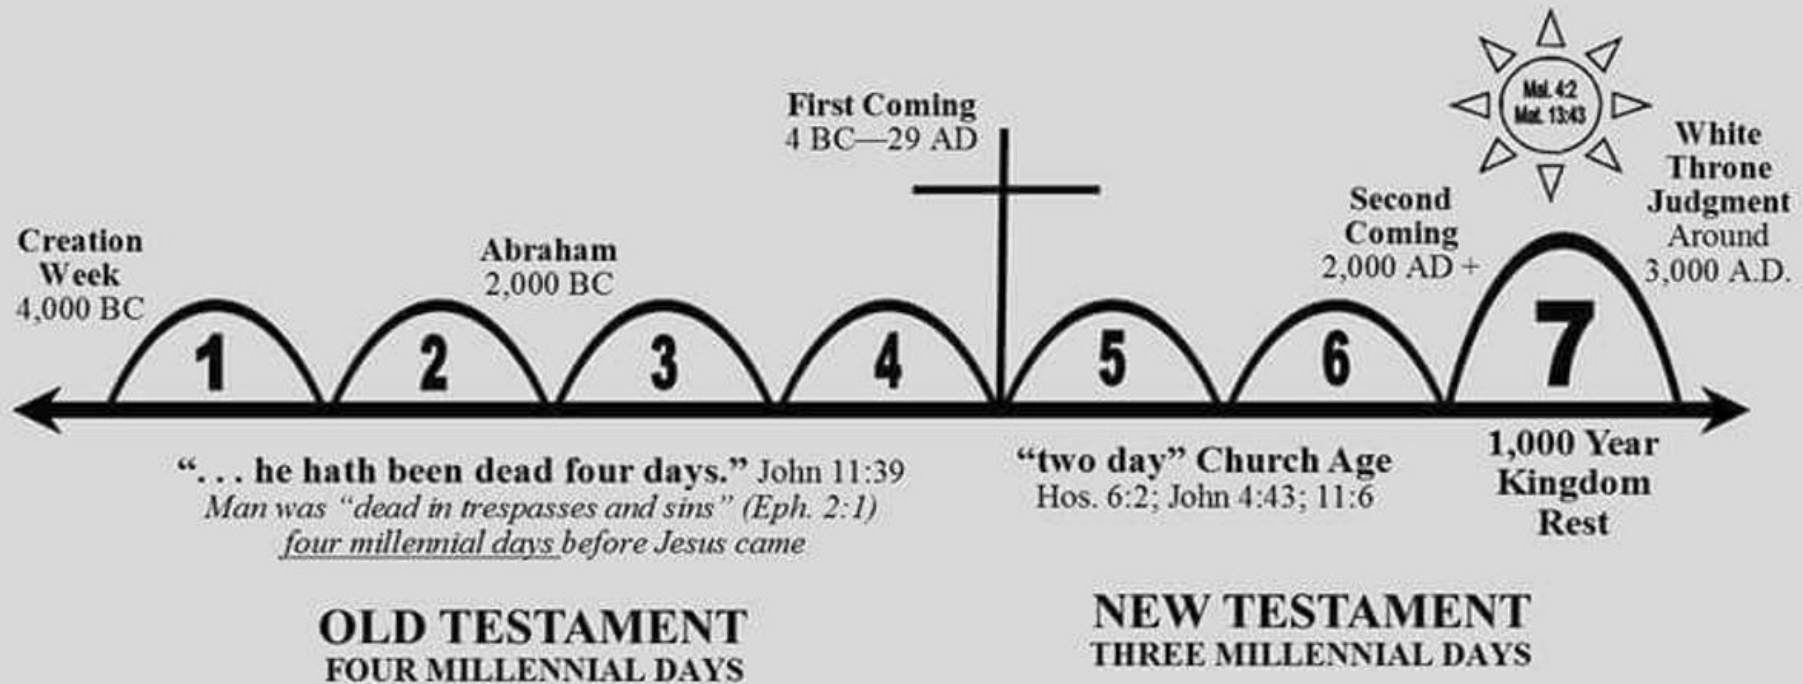 Creation
Week
4,000 BC
Abraham
2,000 BC
First Coming
4 BC—29 AD
Second
Coming
2,000 AD +
Mal. 4:2
Mat. 13:43
White
Throne
Judgment
Around
3,000 A.D.
1
2
3
4
5
6
7
“. . . he hath been dead four days.” John 11:39
Man was “dead in trespasses and sins” (Eph. 2:1)
four millennial days before Jesus came
“two day” Church Age
Hos. 6:2; John 4:43; 11:6
1,000 Year
Kingdom
Rest
OLD TESTAMENT
FOUR MILLENNIAL DAYS
NEW TESTAMENT
THREE MILLENNIAL DAYS